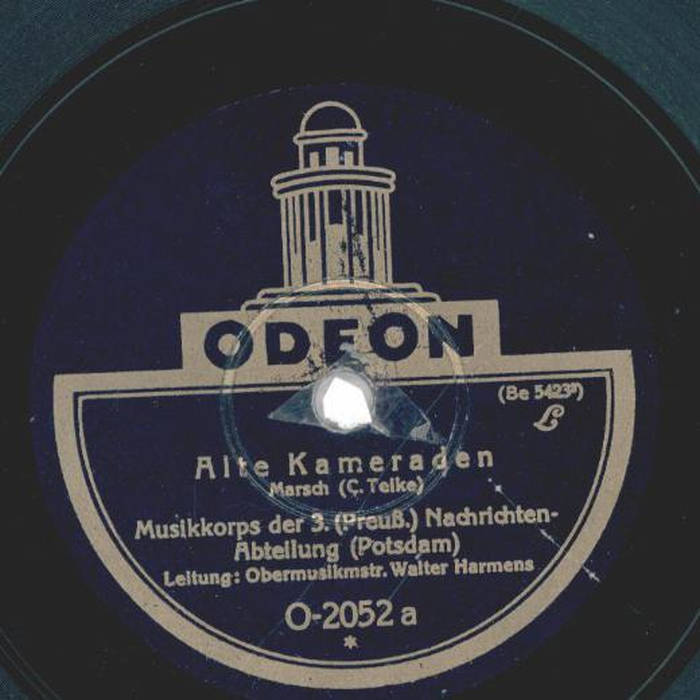 ODEON
(Be 5423²)
L
Alte Kameraden
Marsch (C. Teike)
Musikkorps der 3. (Preuß.) Nachrichten-
Abteilung (Potsdam)
Leitung: Obermusikmstr. Walter Harmens
O-2052 a
*